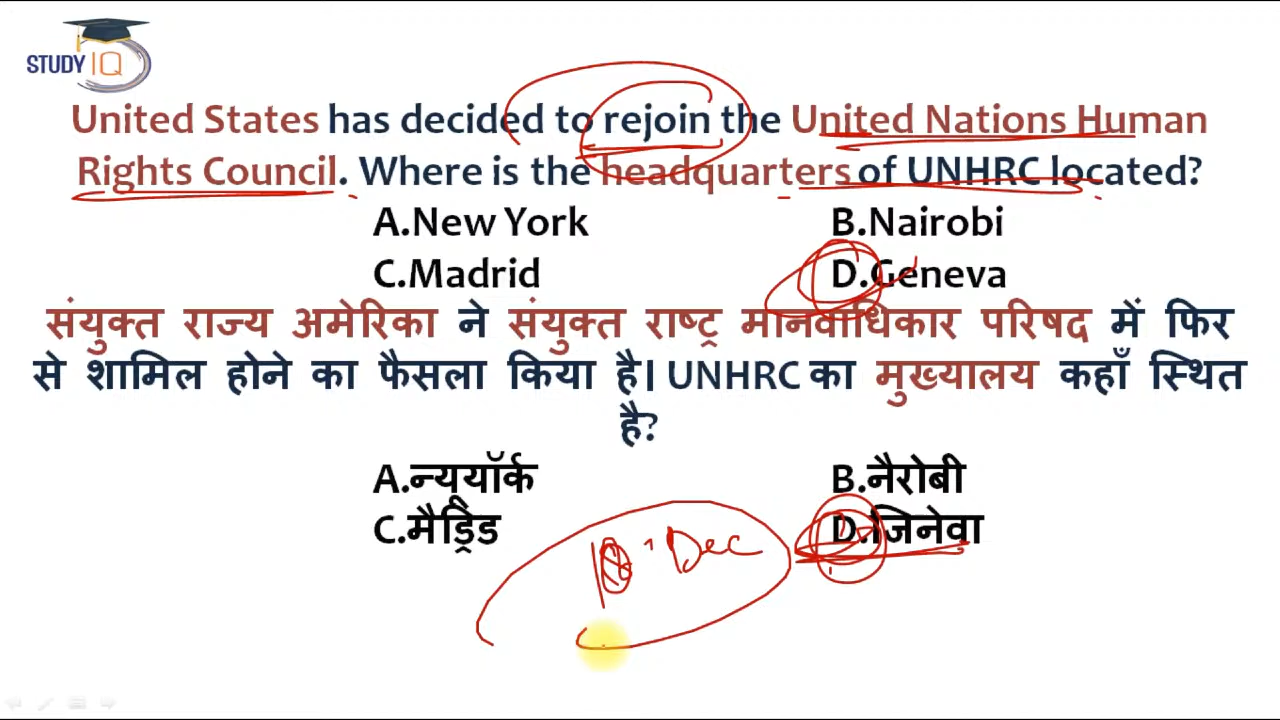 STUDY IQ
United States has decided to rejoin the United Nations Human
Rights Council. Where is the headquarters of UNHRC located?
A.New York B.Nairobi
C.Madrid D.Geneva
संयुक्त राज्य अमेरिका ने संयुक्त राष्ट्र मानवाधिकार परिषद में फिर
से शामिल होने का फैसला किया है। UNHRC का मुख्यालय कहाँ स्थित
है?
A.न्यूयॉर्क B.नैरोबी
C.मैड्रिड D.जिनेवा
10 Dec